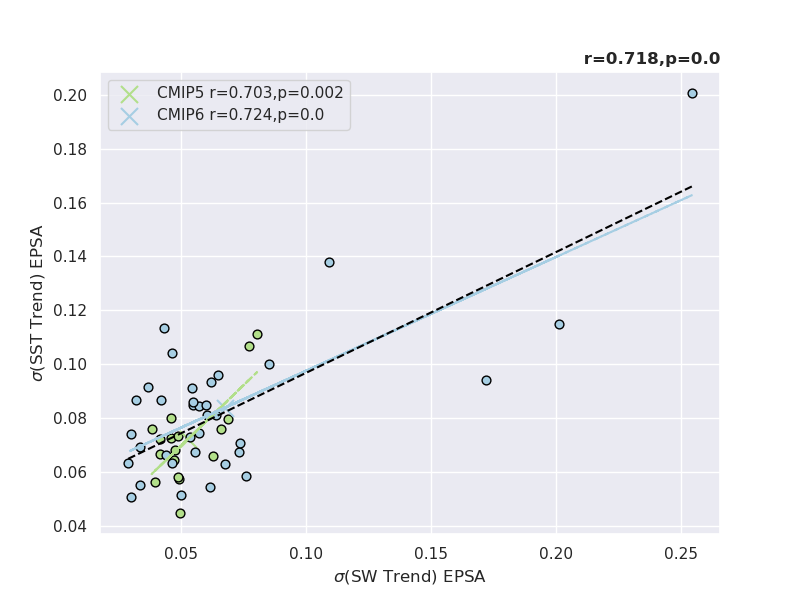 r=0.718,p=0.0
CMIP5 r=0.703,p=0.002
CMIP6 r=0.724,p=0.0
0.20
0.18
0.16
0.14
0.12
0.10
0.08
0.06
0.04
σ(SST Trend) EPSA
0.05 0.10 0.15 0.20 0.25
σ(SW Trend) EPSA